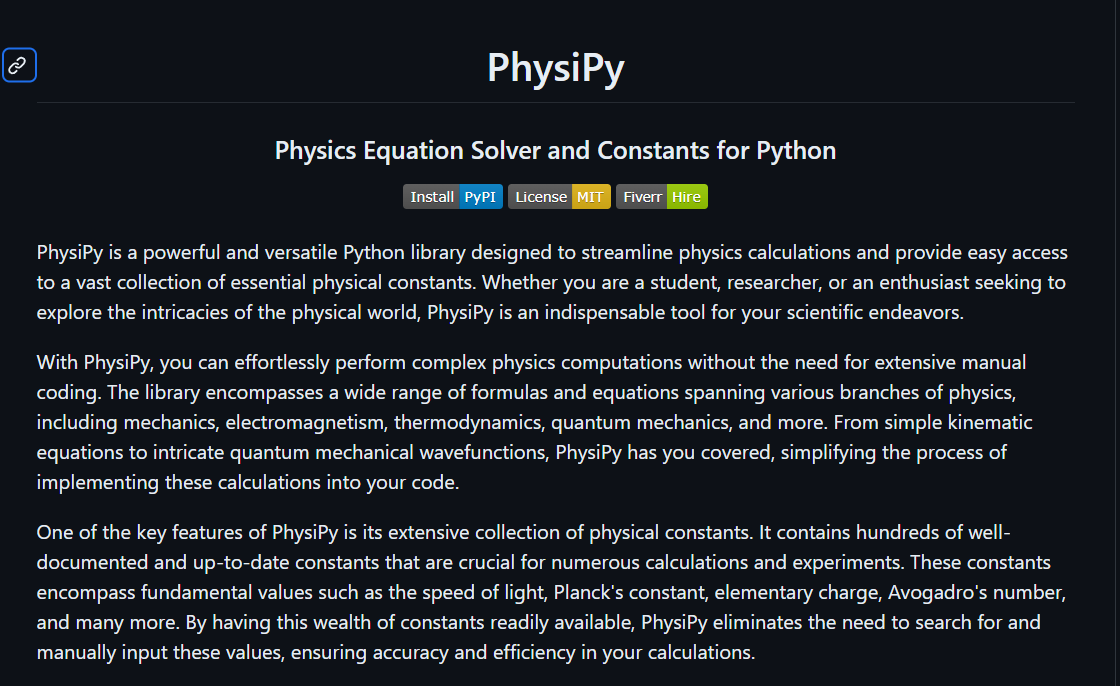 PhysiPy
Physics Equation Solver and Constants for Python
Install PyPI License MIT Fiverr Hire
PhysiPy is a powerful and versatile Python library designed to streamline physics calculations and provide easy access
to a vast collection of essential physical constants. Whether you are a student, researcher, or an enthusiast seeking to
explore the intricacies of the physical world, PhysiPy is an indispensable tool for your scientific endeavors.
With PhysiPy, you can effortlessly perform complex physics computations without the need for extensive manual
coding. The library encompasses a wide range of formulas and equations spanning various branches of physics,
including mechanics, electromagnetism, thermodynamics, quantum mechanics, and more. From simple kinematic
equations to intricate quantum mechanical wavefunctions, PhysiPy has you covered, simplifying the process of
implementing these calculations into your code.
One of the key features of PhysiPy is its extensive collection of physical constants. It contains hundreds of well-
documented and up-to-date constants that are crucial for numerous calculations and experiments. These constants
encompass fundamental values such as the speed of light, Planck's constant, elementary charge, Avogadro's number,
and many more. By having this wealth of constants readily available, PhysiPy eliminates the need to search for and
manually input these values, ensuring accuracy and efficiency in your calculations.